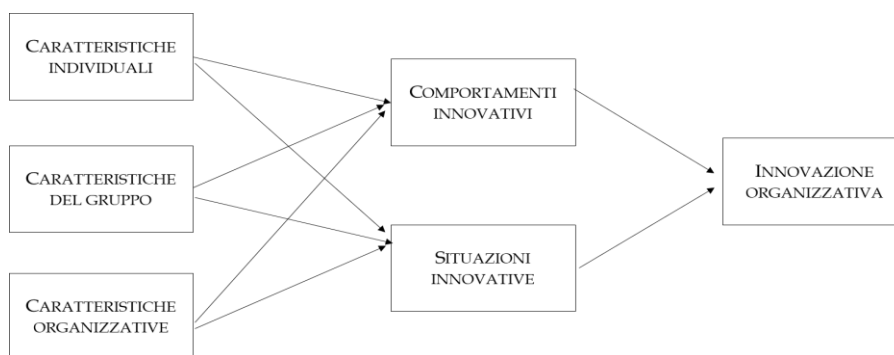 CARATTERISTICHE
INDIVIDUALI
CARATTERISTICHE
DEL GRUPPO
CARATTERISTICHE
ORGANIZZATIVE
COMPORTAMENTI
INNOVATIVI
SITUAZIONI
INNOVATIVE
INNOVAZIONE
ORGANIZZATIVA